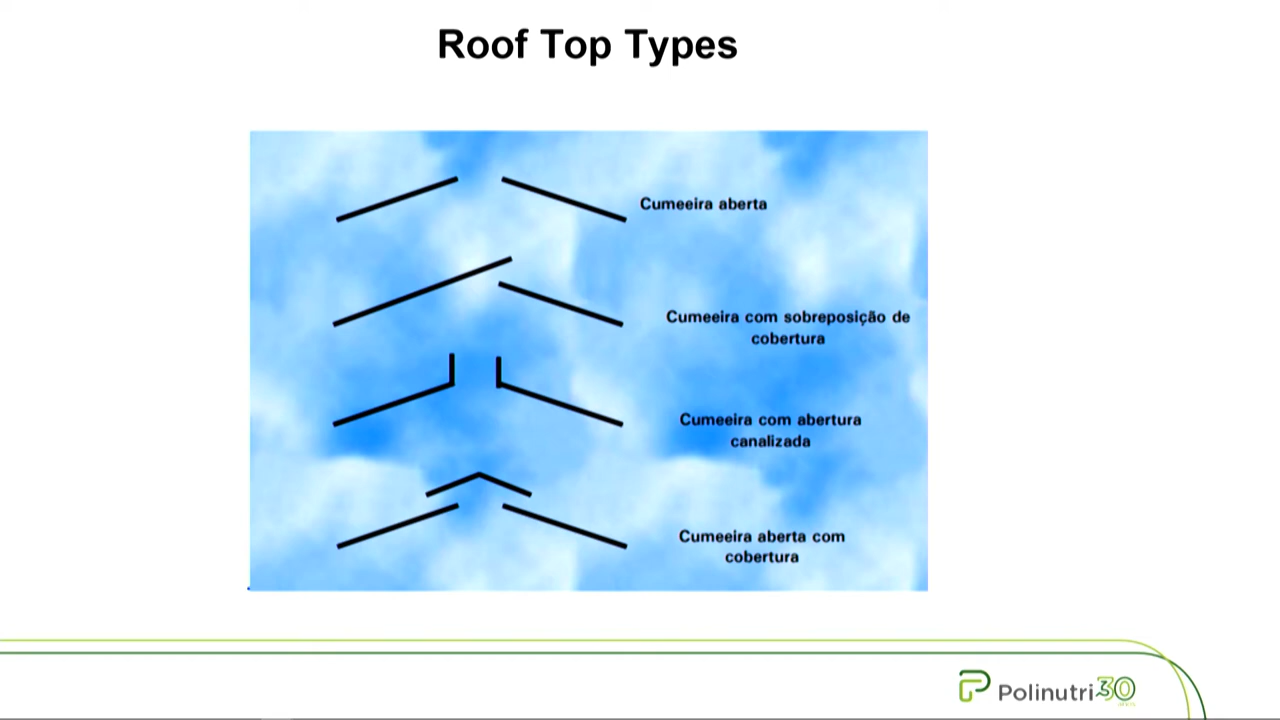 Roof Top Types
Cumeeira aberta
Cumeeira com sobreposição de
cobertura
Cumeeira com abertura
canalizada
Cumeeira aberta com
cobertura
Polinutri 30
anos